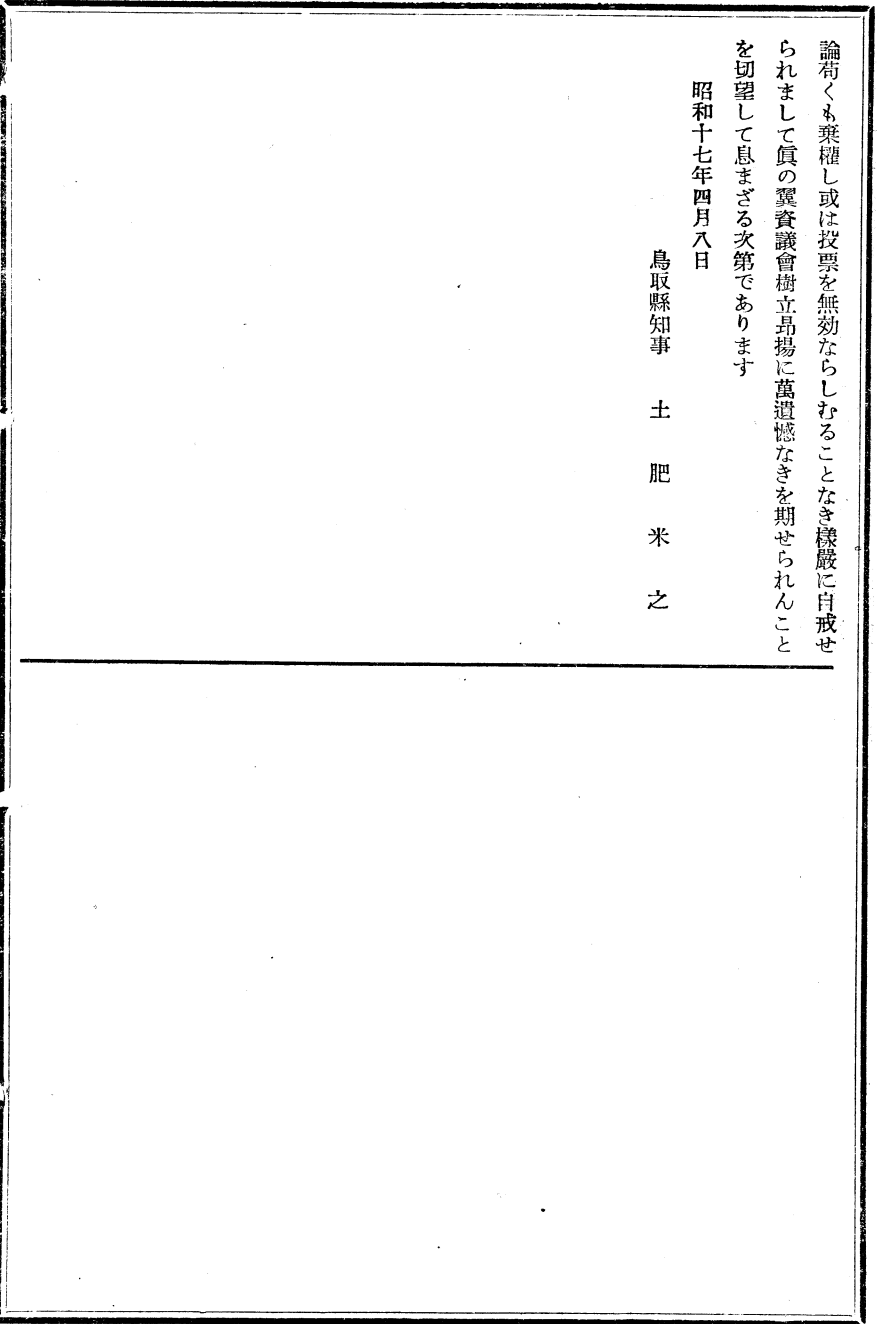 論苟くも棄權し或は投票を無効ならしむることなき樣嚴に自戒せ
られまして眞の翼賛議會樹立昻揚に萬遺憾なきを期せられんこと
を切望して息まざる次第であります
昭和十七年四月八日
鳥取縣知事　土肥米之